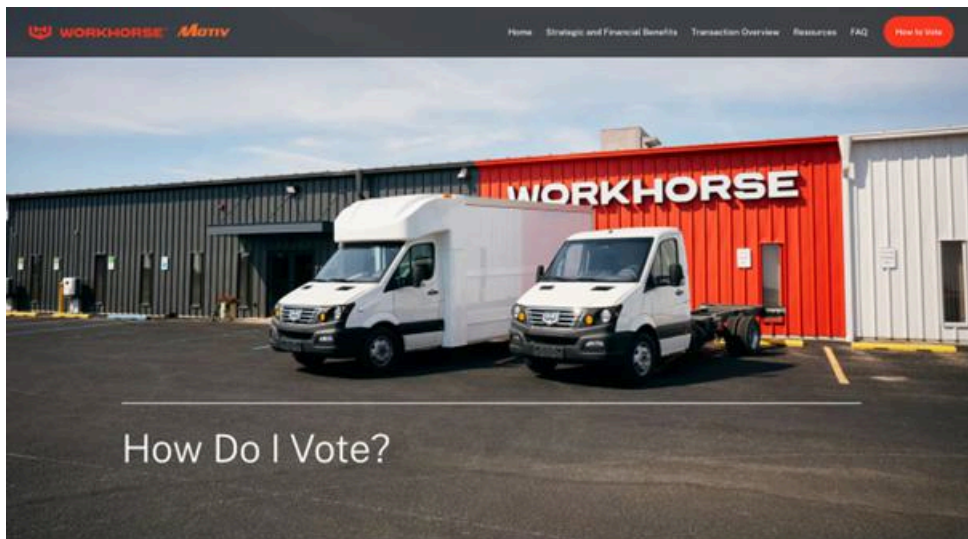 WORKHORSE MOTIV Home Strategic and Financial Benefits Transaction Overview Resources FAQ How to Vote
WORKHORSE
How Do I Vote?